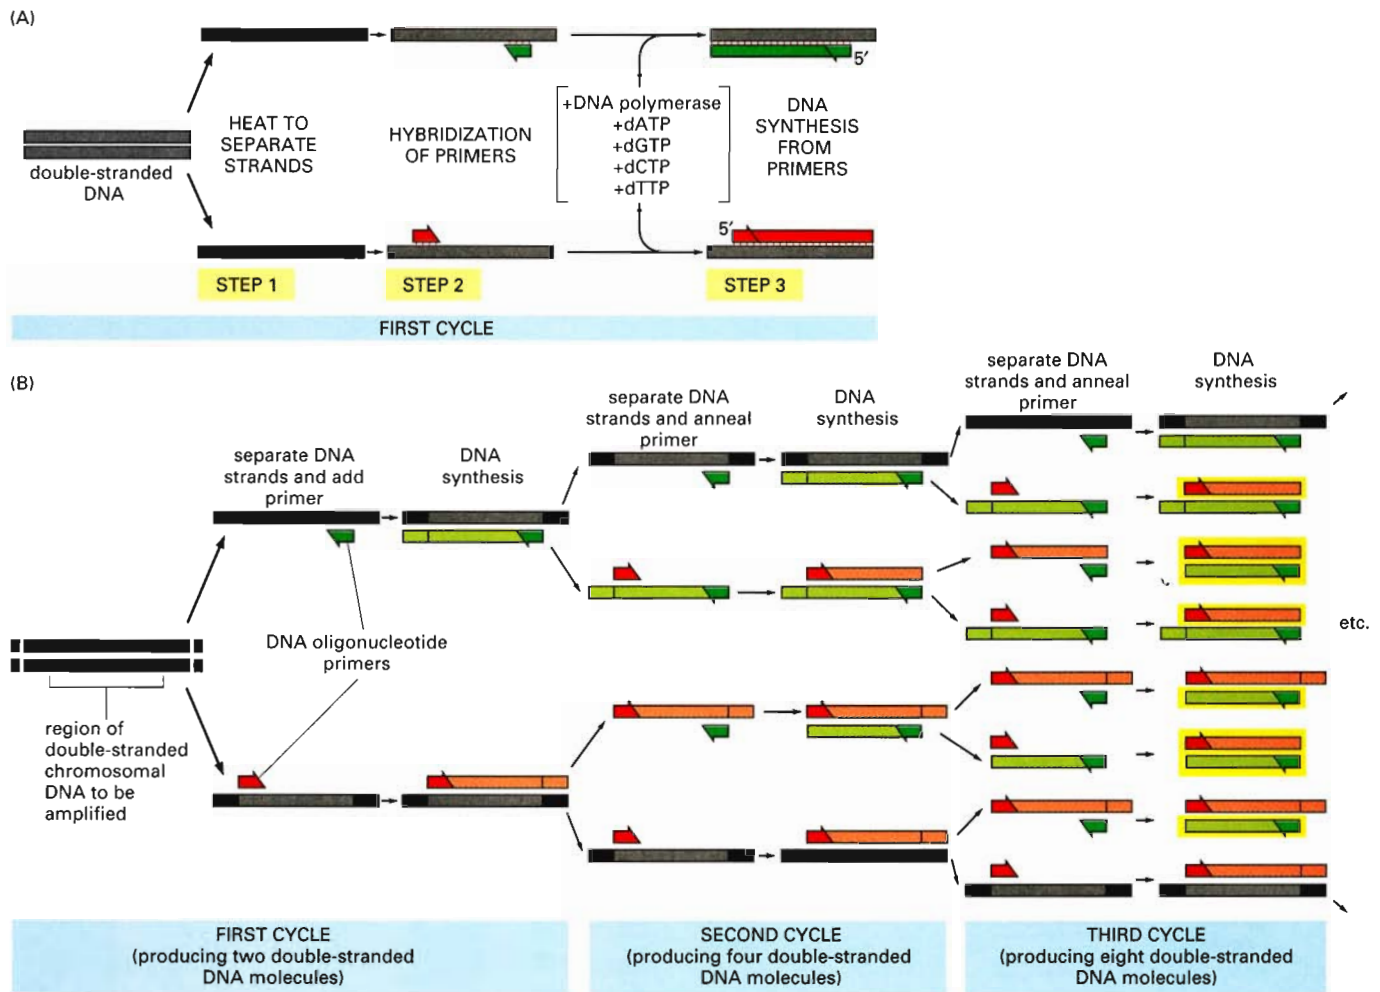 (A)
5′
+DNA polymerase
+dATP
+dGTP
+dCTP
+dTTP
DNA
SYNTHESIS
FROM
PRIMERS
HEAT TO
SEPARATE
STRANDS
HYBRIDIZATION
OF PRIMERS
double-stranded
DNA
5′
STEP 1
STEP 2
STEP 3
FIRST CYCLE
(B)
separate DNA
strands and add
primer
DNA
synthesis
separate DNA
strands and anneal
primer
DNA
synthesis
separate DNA
strands and anneal
primer
DNA
synthesis
DNA oligonucleotide
primers
etc.
region of
double-stranded
chromosomal
DNA to be
amplified
FIRST CYCLE
(producing two double-stranded
DNA molecules)
SECOND CYCLE
(producing four double-stranded
DNA molecules)
THIRD CYCLE
(producing eight double-stranded
DNA molecules)